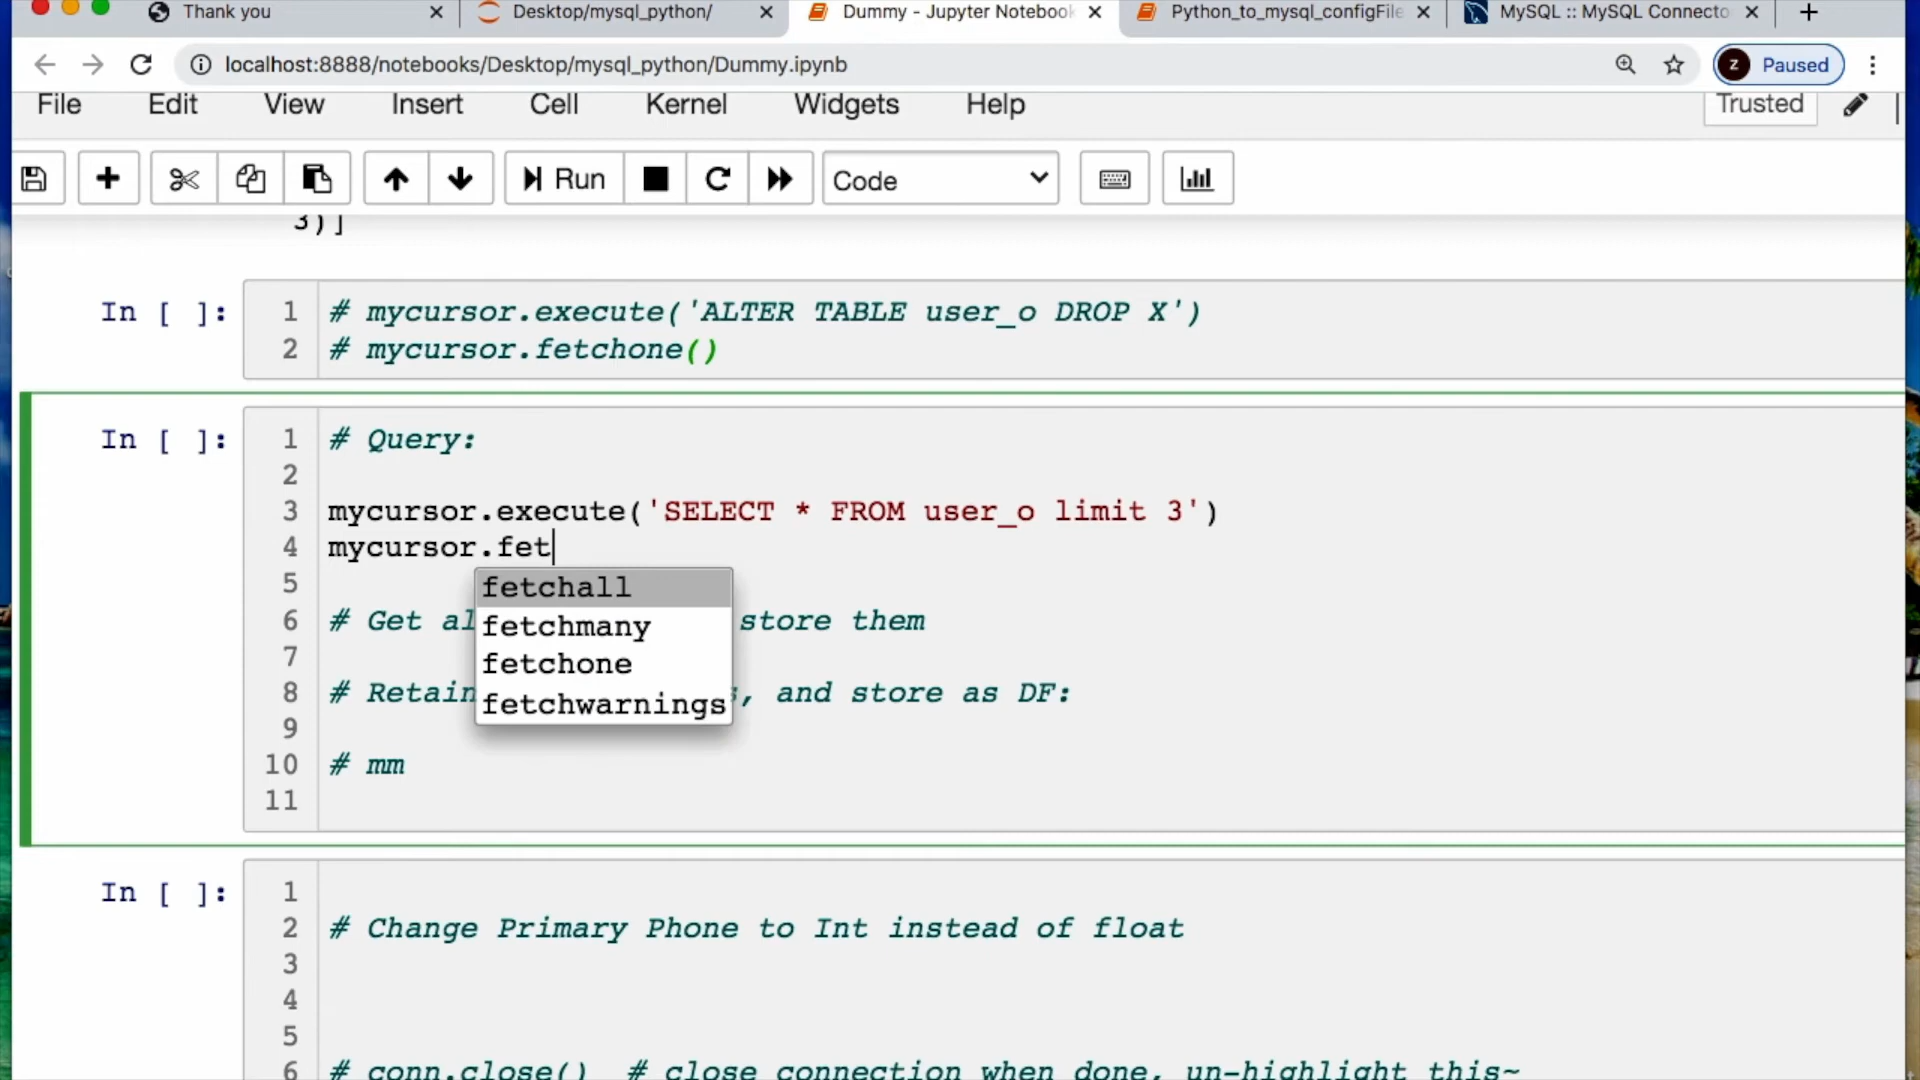 Thank you
Desktop/mysql_python/
Dummy - Jupyter Notebook
Python_to_mysql_configFile
MySQL :: MySQL Connecto
localhost:8888/notebooks/Desktop/mysql_python/Dummy.ipynb
Z Paused
File Edit View Insert Cell Kernel Widgets Help
Trusted
Run
Code
3)]
In [ ]:
1 # mycursor.execute('ALTER TABLE user_o DROP X')
2 # mycursor.fetchone()
In [ ]:
1 # Query:
2
3 mycursor.execute('SELECT * FROM user_o limit 3')
4 mycursor.fet
5
fetchall
fetchmany
fetchone
fetchwarnings
6 # Get al store them
7
8 # Retain , and store as DF:
9
10 # mm
11
In [ ]:
1
2 # Change Primary Phone to Int instead of float
3
4
5
6 # conn.close() # close connection when done, un-highlight this~